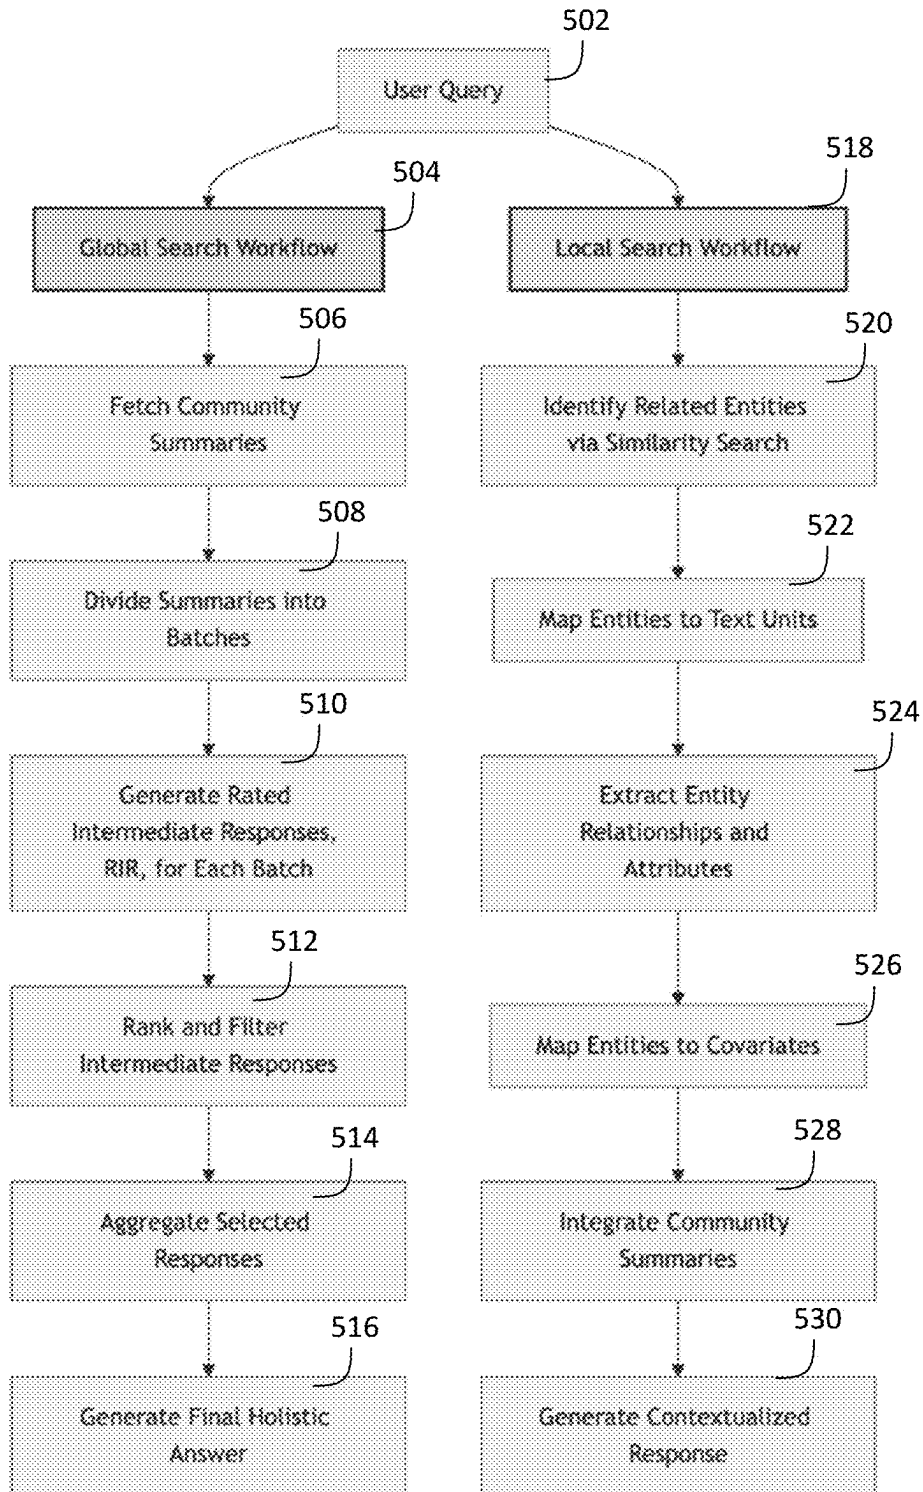 502
User Query
504
Global Search Workflow
506
Fetch Community
Summaries
508
Divide Summaries into
Batches
510
Generate Rated
Intermediate Responses,
RIR, for Each Batch
512
Rank and Filter
Intermediate Responses
514
Aggregate Selected
Responses
516
Generate Final Holistic
Answer
518
Local Search Workflow
520
Identify Related Entities
via Similarity Search
522
Map Entities to Text Units
524
Extract Entity
Relationships and
Attributes
526
Map Entities to Covariates
528
Integrate Community
Summaries
530
Generate Contextualized
Response